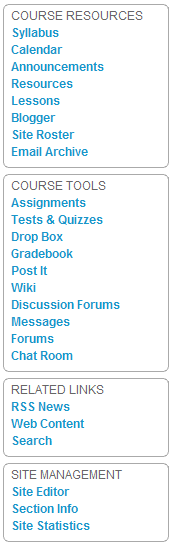 COURSE RESOURCES
Syllabus
Calendar
Announcements
Resources
Lessons
Blogger
Site Roster
Email Archive
COURSE TOOLS
Assignments
Tests & Quizzes
Drop Box
Gradebook
Post It
Wiki
Discussion Forums
Messages
Forums
Chat Room
RELATED LINKS
RSS News
Web Content
Search
SITE MANAGEMENT
Site Editor
Section Info
Site Statistics